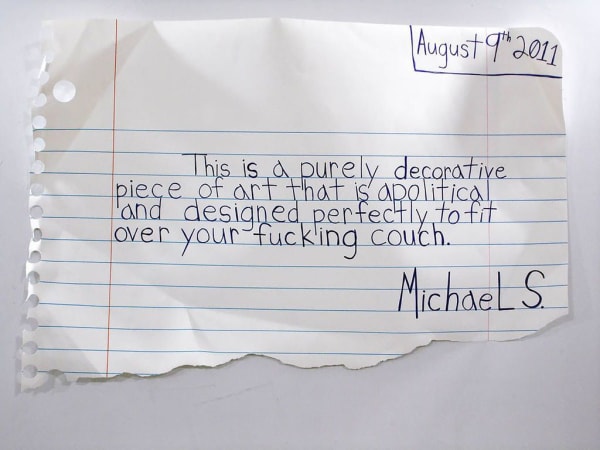 August 9th 2011
This is a purely decorative
piece of art that is apolitical
and designed perfectly to fit
over your fucking couch.
Michael S.